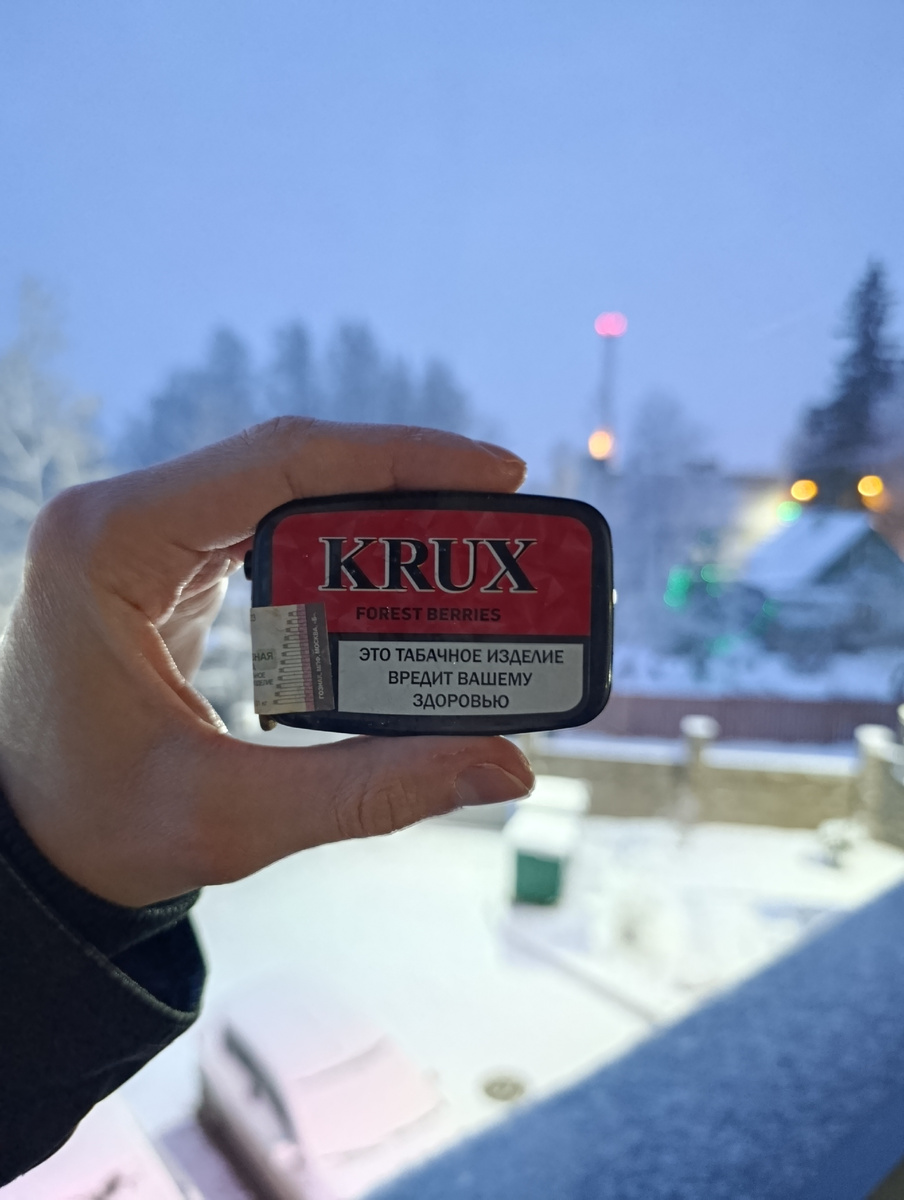 KRUX
FOREST BERRIES
ЭТО ТАБАЧНОЕ ИЗДЕЛИЕ
ВРЕДИТ ВАШЕМУ
ЗДОРОВЬЮ